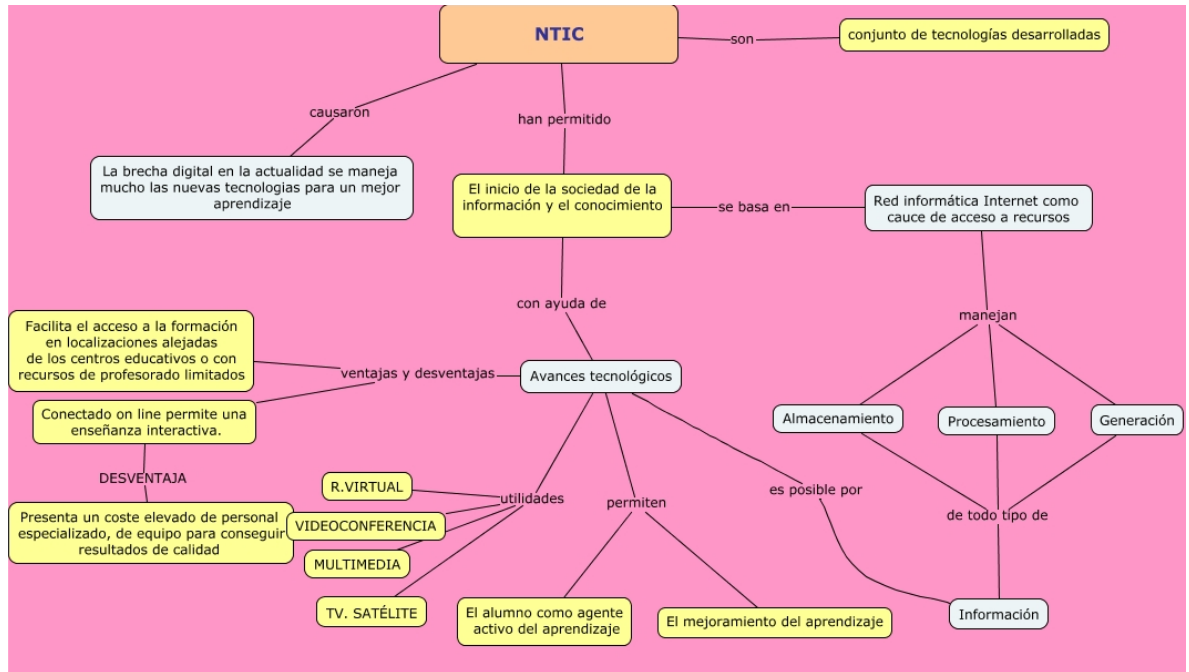 NTIC
son
conjunto de tecnologías desarrolladas
causarón
han permitido
La brecha digital en la actualidad se maneja
mucho las nuevas tecnologias para un mejor
aprendizaje
El inicio de la sociedad de la
información y el conocimiento
se basa en
Red informática Internet como
cauce de acceso a recursos
con ayuda de
manejan
Facilita el acceso a la formación
en localizaciones alejadas
de los centros educativos o con
recursos de profesorado limitados
ventajas y desventajas
Avances tecnológicos
Conectado on line permite una
enseñanza interactiva.
Almacenamiento
Procesamiento
Generación
DESVENTAJA
Presenta un coste elevado de personal
especializado, de equipo para conseguir
resultados de calidad
R.VIRTUAL
VIDEOCONFERENCIA
MULTIMEDIA
TV. SATÉLITE
utilidades
permiten
es posible por
de todo tipo de
El alumno como agente
activo del aprendizaje
El mejoramiento del aprendizaje
Información